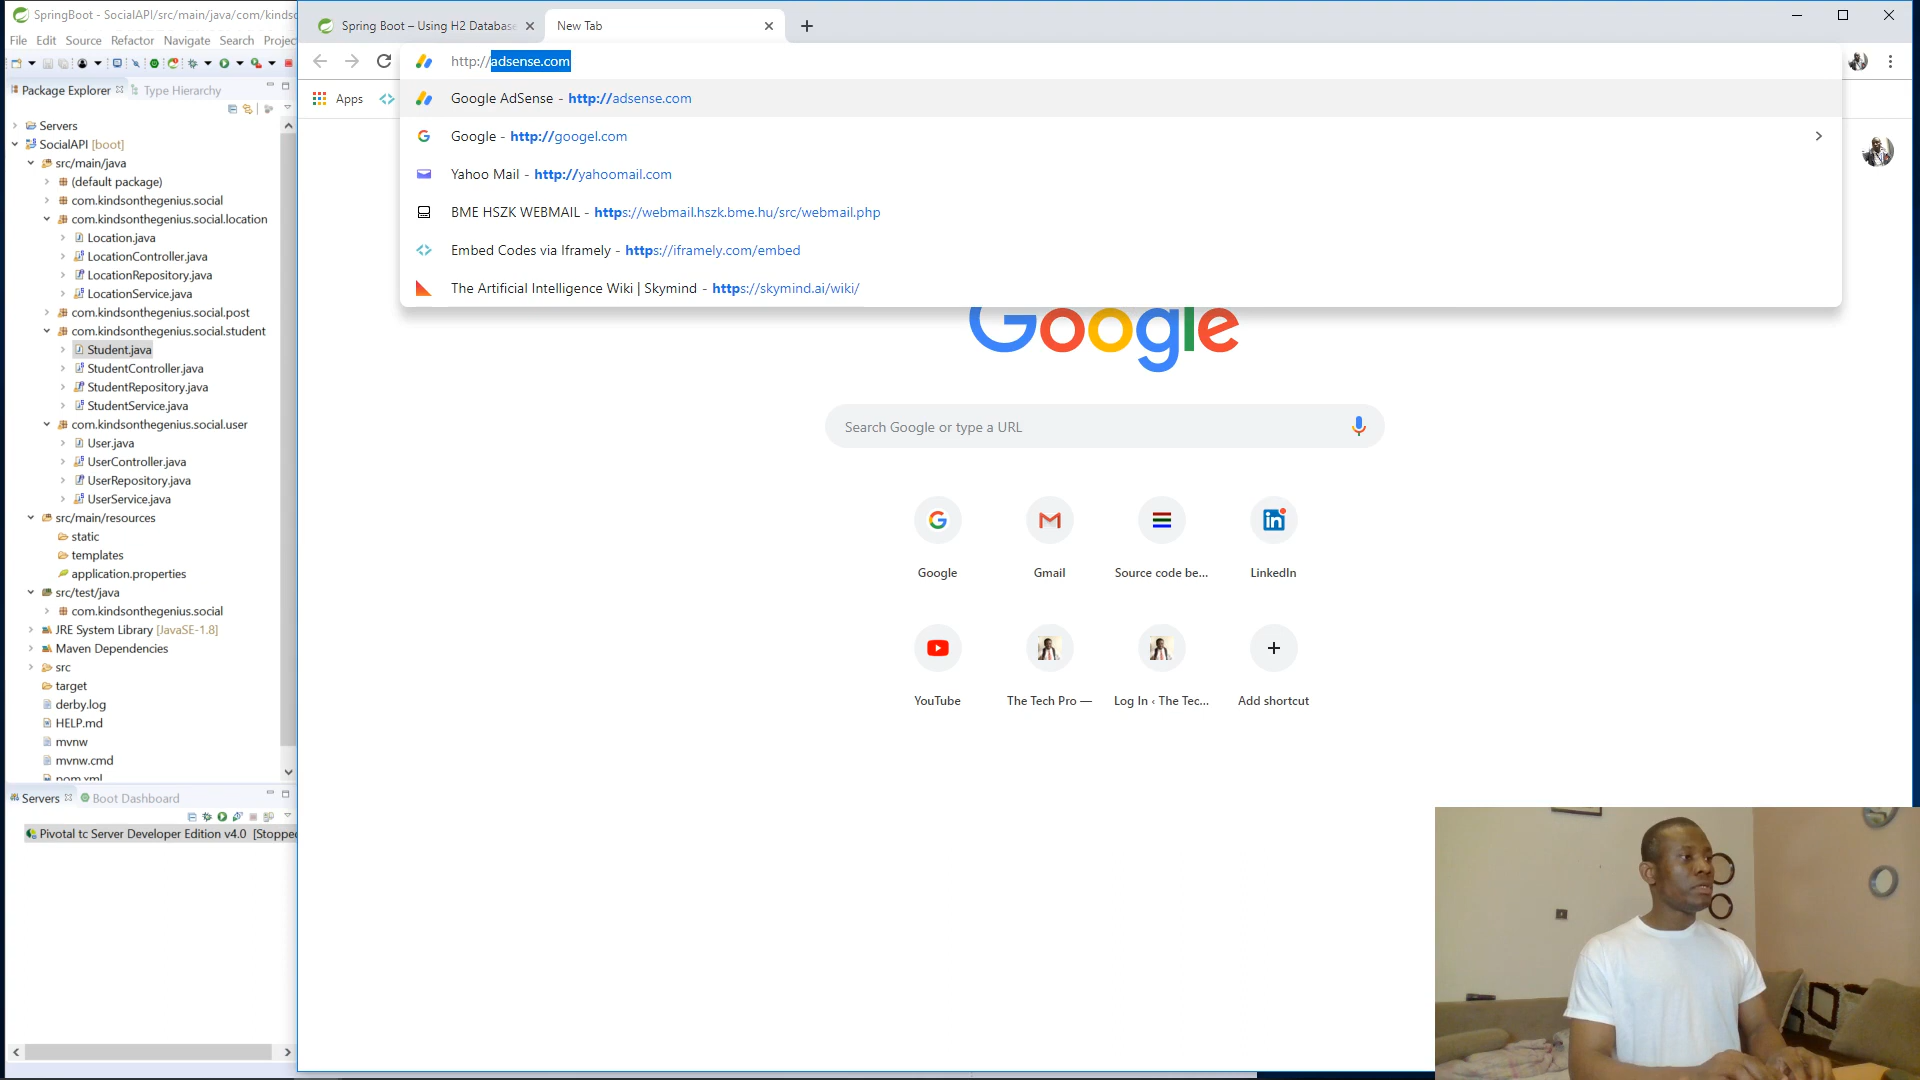 SpringBoot - SocialAPI/src/main/java/com/kindso
File Edit Source Refactor Navigate Search Projec
Package Explorer
Type Hierarchy
Servers
SocialAPI [boot]
src/main/java
(default package)
com.kindsonthegenius.social
com.kindsonthegenius.social.location
Location.java
LocationController.java
LocationRepository.java
LocationService.java
com.kindsonthegenius.social.post
com.kindsonthegenius.social.student
Student.java
StudentController.java
StudentRepository.java
StudentService.java
com.kindsonthegenius.social.user
User.java
UserController.java
UserRepository.java
UserService.java
src/main/resources
static
templates
application.properties
src/test/java
com.kindsonthegenius.social
JRE System Library [JavaSE-1.8]
Maven Dependencies
src
target
derby.log
HELP.md
mvnw
mvnw.cmd
pom.xml
Servers
Boot Dashboard
Pivotal tc Server Developer Edition v4.0 [Stopped
Spring Boot – Using H2 Database
New Tab
http://adsense.com
Apps
Google AdSense - http://adsense.com
Google - http://googel.com
Yahoo Mail - http://yahoomail.com
BME HSZK WEBMAIL - https://webmail.hszk.bme.hu/src/webmail.php
Embed Codes via Iframely - https://iframely.com/embed
The Artificial Intelligence Wiki | Skymind - https://skymind.ai/wiki/
Google
Search Google or type a URL
Google
Gmail
Source code be...
LinkedIn
YouTube
The Tech Pro —
Log In ‹ The Tec...
Add shortcut